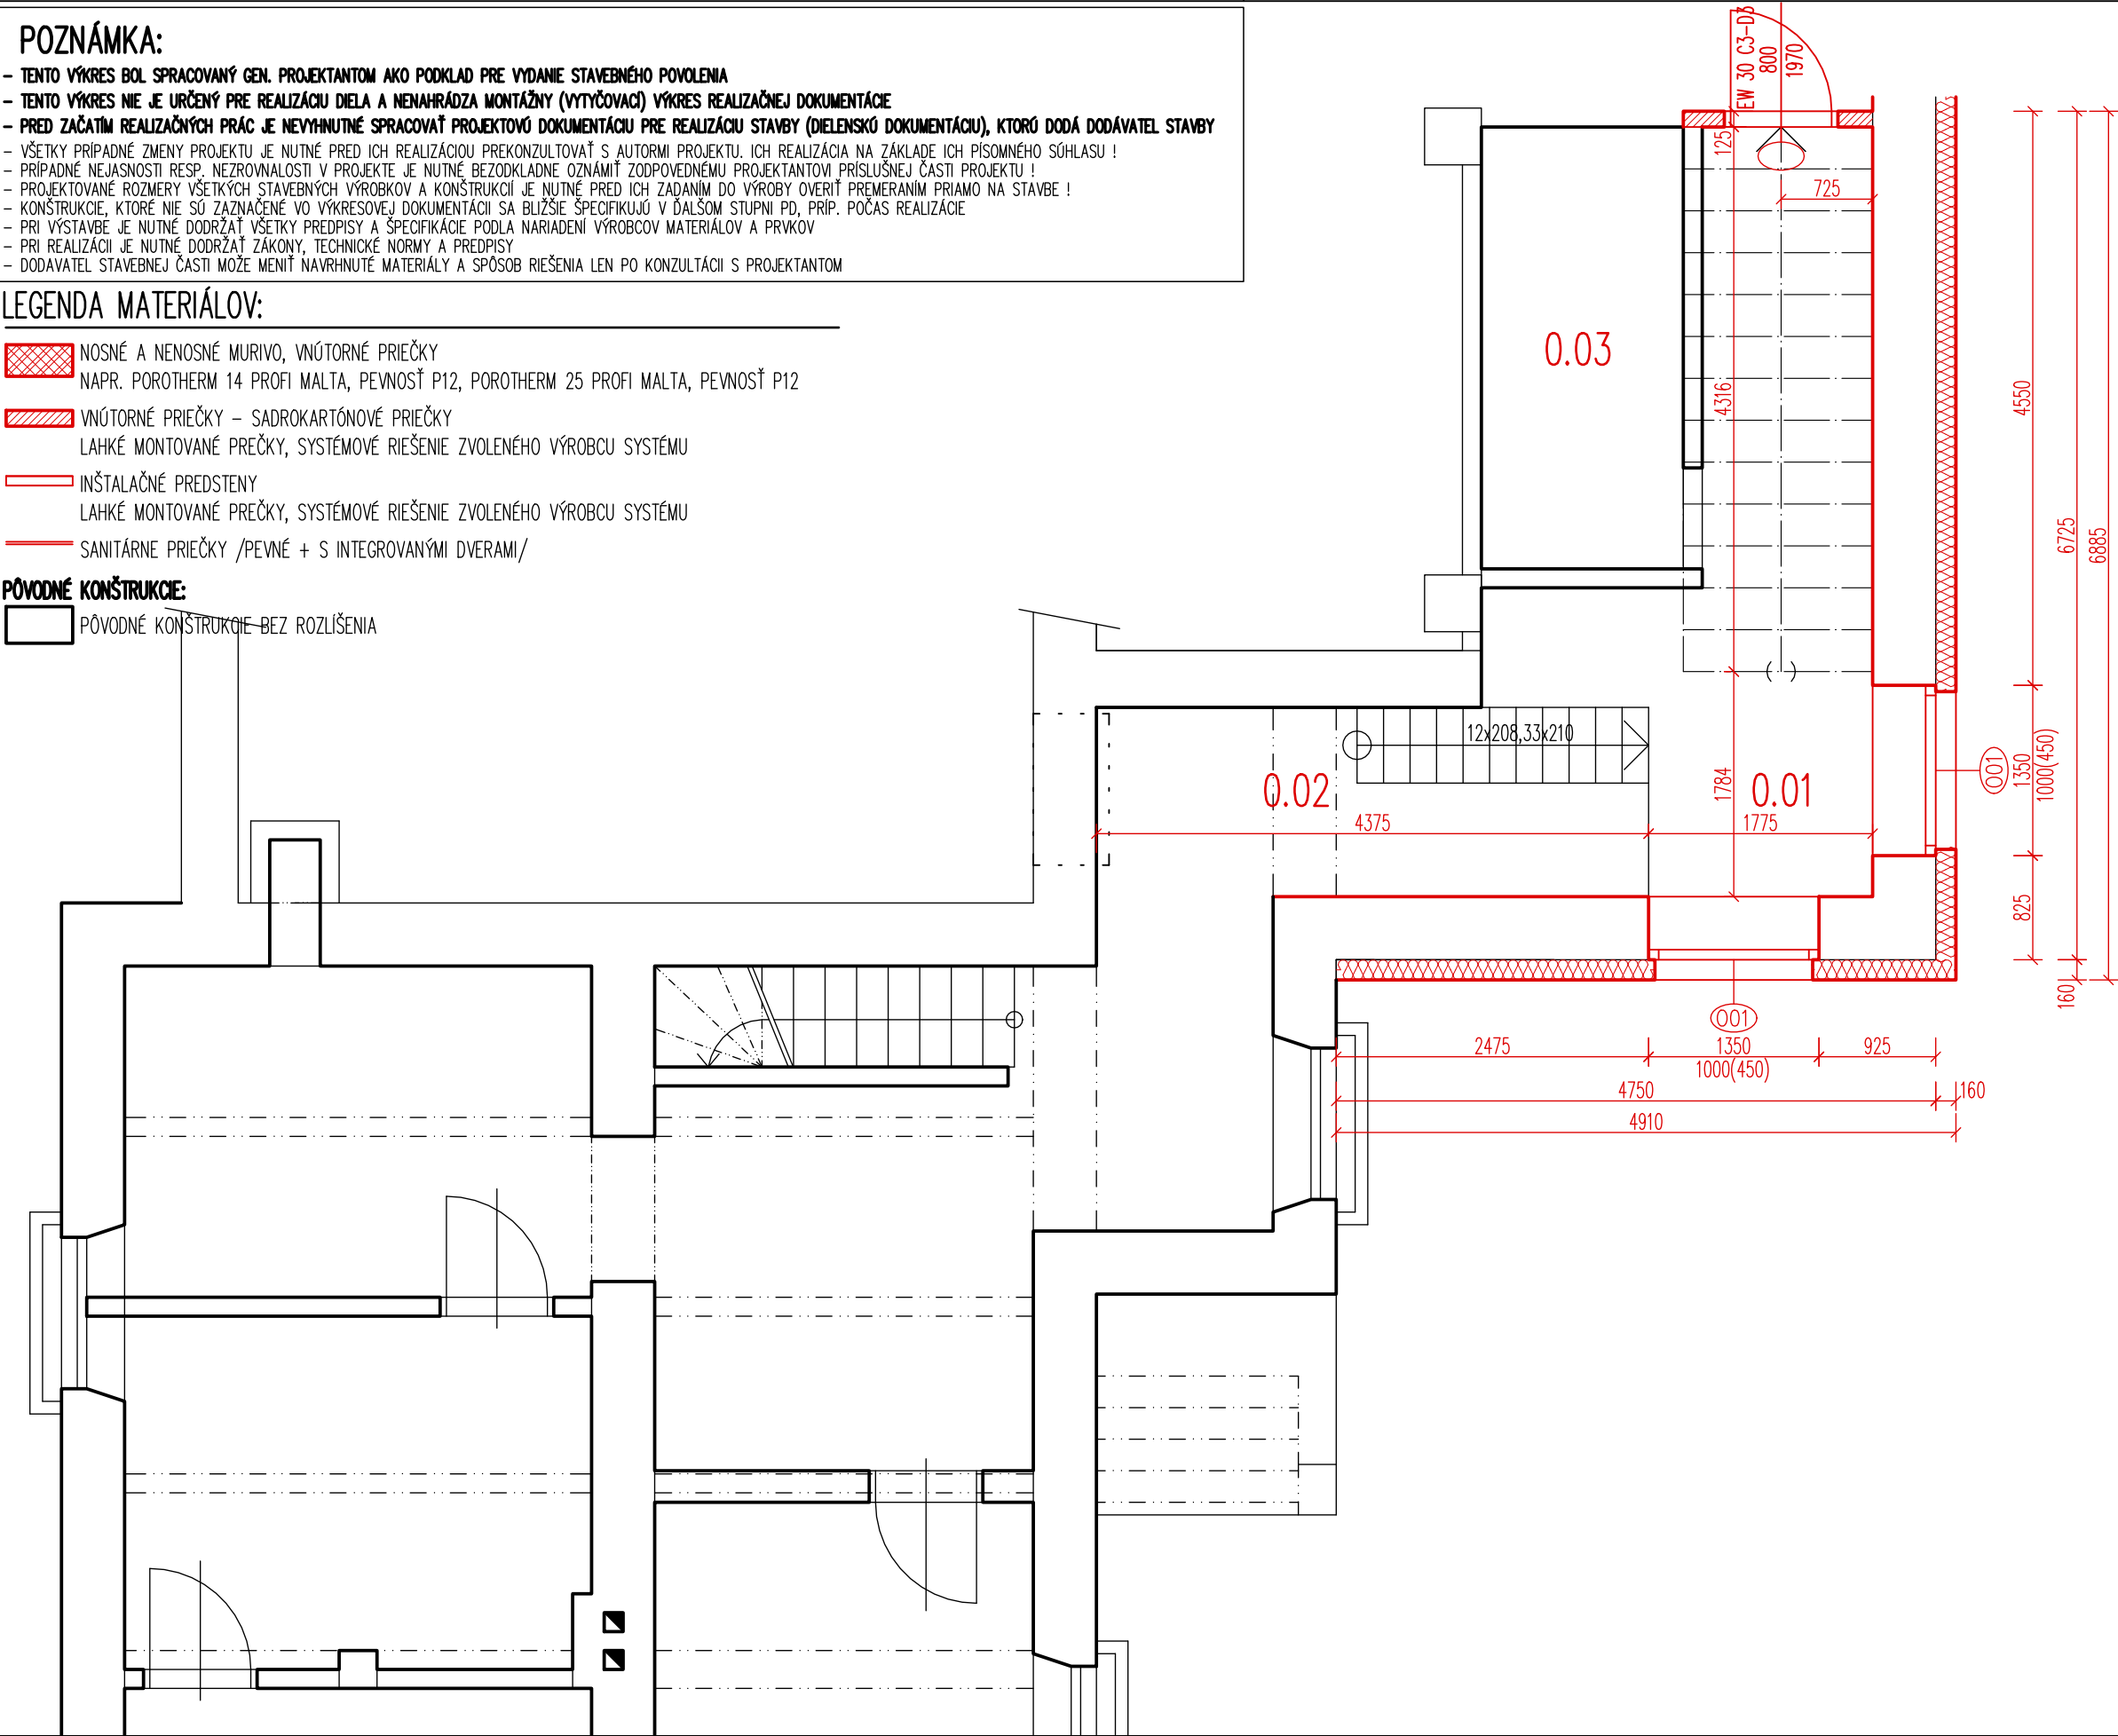 POZNÁMKA:
- TENTO VÝKRES BOL SPRACOVANÝ GEN. PROJEKTANTOM AKO PODKLAD PRE VYDANIE STAVEBNÉHO POVOLENIA
- TENTO VÝKRES NIE JE URČENÝ PRE REALIZÁCIU DIELA A NENAHRÁDZA MONTÁŽNY (VYTYČOVACÍ) VÝKRES REALIZAČNEJ DOKUMENTÁCIE
- PRED ZAČATÍM REALIZAČNÝCH PRÁC JE NEVYHNUTNÉ SPRACOVAŤ PROJEKTOVÚ DOKUMENTÁCIU PRE REALIZÁCIU STAVBY (DIELENSKÚ DOKUMENTÁCIU), KTORÚ DODÁ DODÁVATEL STAVBY
- VŠETKY PRÍPADNÉ ZMENY PROJEKTU JE NUTNÉ PRED ICH REALIZÁCIOU PREKONZULTOVAŤ S AUTORMI PROJEKTU. ICH REALIZÁCIA NA ZÁKLADE ICH PÍSOMNÉHO SÚHLASU !
- PRÍPADNÉ NEJASNOSTI RESP. NEZROVNALOSTI V PROJEKTE JE NUTNÉ BEZODKLADNE OZNÁMIŤ ZODPOVEDNÉMU PROJEKTANTOVI PRÍSLUŠNEJ ČASTI PROJEKTU !
- PROJEKTOVANÉ ROZMERY VŠETKÝCH STAVEBNÝCH VÝROBKOV A KONŠTRUKCIÍ JE NUTNÉ PRED ICH ZADANÍM DO VÝROBY OVERIŤ PREMERANÍM PRIAMO NA STAVBE !
- KONŠTRUKCIE, KTORÉ NIE SÚ ZAZNAČENÉ VO VÝKRESOVEJ DOKUMENTÁCII SA BLIŽŠIE ŠPECIFIKUJÚ V ĎALŠOM STUPNI PD, PRÍP. POČAS REALIZÁCIE
- PRI VÝSTAVBE JE NUTNÉ DODRŽAŤ VŠETKY PREDPISY A ŠPECIFIKÁCIE PODLA NARIADENÍ VÝROBCOV MATERIÁLOV A PRVKOV
- PRI REALIZÁCII JE NUTNÉ DODRŽAŤ ZÁKONY, TECHNICKÉ NORMY A PREDPISY
- DODAVATEL STAVEBNEJ ČASTI MOŽE MENIŤ NAVRHNUTÉ MATERIÁLY A SPÔSOB RIEŠENIA LEN PO KONZULTÁCII S PROJEKTANTOM
LEGENDA MATERIÁLOV:
NOSNÉ A NENOSNÉ MURIVO, VNÚTORNÉ PRIEČKY
NAPR. POROTHERM 14 PROFI MALTA, PEVNOSŤ P12, POROTHERM 25 PROFI MALTA, PEVNOSŤ P12
VNÚTORNÉ PRIEČKY – SADROKARTÓNOVÉ PRIEČKY
LAHKÉ MONTOVANÉ PREČKY, SYSTÉMOVÉ RIEŠENIE ZVOLENÉHO VÝROBCU SYSTÉMU
INŠTALAČNÉ PREDSTENY
LAHKÉ MONTOVANÉ PREČKY, SYSTÉMOVÉ RIEŠENIE ZVOLENÉHO VÝROBCU SYSTÉMU
SANITÁRNE PRIEČKY /PEVNÉ + S INTEGROVANÝMI DVERAMI/
PÔVODNÉ KONŠTRUKCIE:
PÔVODNÉ KONŠTRUKCIE BEZ ROZLÍŠENIA
EW 30 C3-D3
800
1970
125
725
0.03
4316
4550
6725
6885
12x208,33x210
0.02
1784
0.01
001
1350
1000(450)
4375
1775
825
160
001
2475
1350
925
1000(450)
4750
160
4910